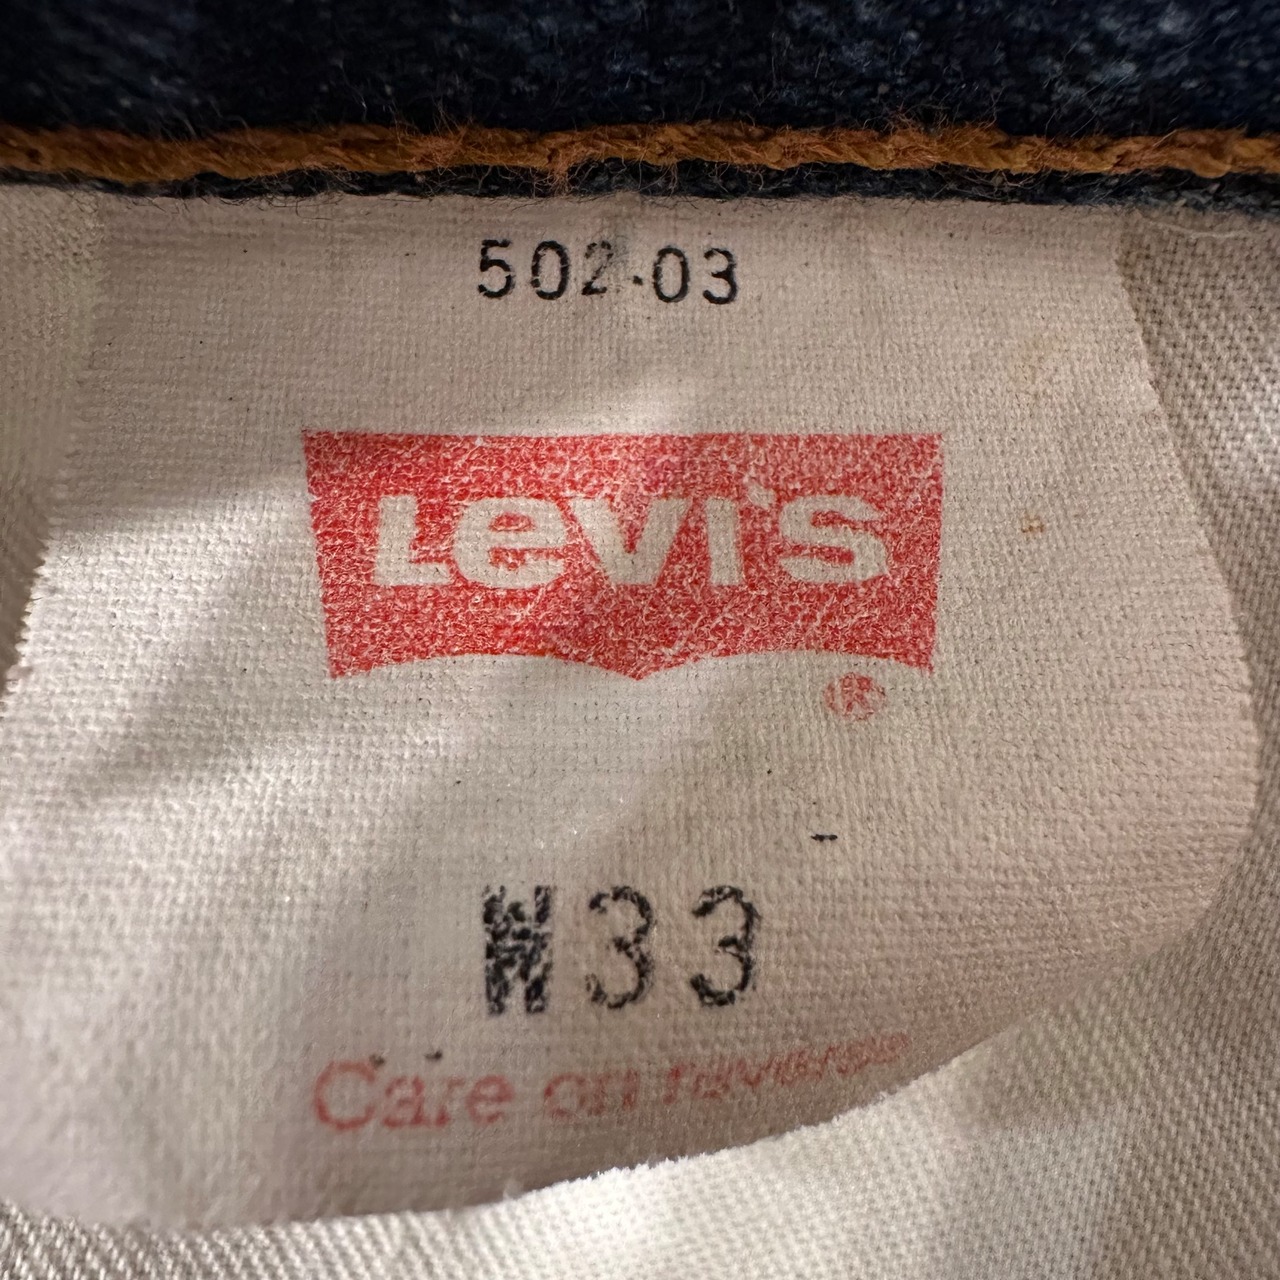 502-03
Levi's
®
W33
Care on reverse